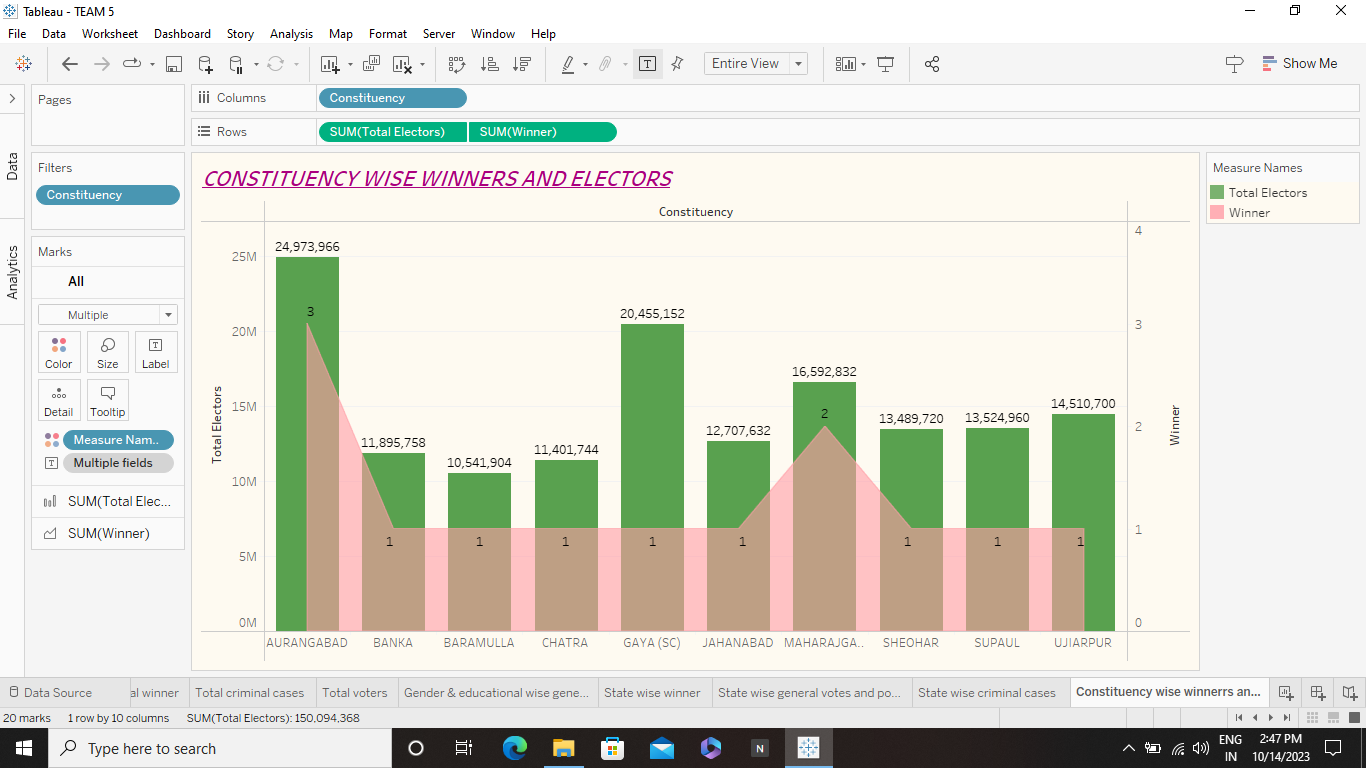 Tableau - TEAM 5
File Data Worksheet Dashboard Story Analysis Map Format Server Window Help
Entire View
Show Me
Data
Analytics
Pages
Filters
Constituency
Marks
All
Multiple
Color Size Label
Detail Tooltip
Measure Nam..
Multiple fields
SUM(Total Elec...
SUM(Winner)
Columns Constituency
Rows SUM(Total Electors) SUM(Winner)
CONSTITUENCY WISE WINNERS AND ELECTORS
Constituency
Total Electors
25M
20M
15M
10M
5M
0M
24,973,966
11,895,758
10,541,904
11,401,744
20,455,152
12,707,632
16,592,832
13,489,720
13,524,960
14,510,700
3 1 1 1 1 1 2 1 1 1
AURANGABAD BANKA BARAMULLA CHATRA GAYA (SC) JAHANABAD MAHARAJGA.. SHEOHAR SUPAUL UJIARPUR
4
3
2
1
0
Winner
Measure Names
Total Electors
Winner
Data Source al winner Total criminal cases Total voters Gender & educational wise gene... State wise winner State wise general votes and po... State wise criminal cases Constituency wise winnerrs an...
20 marks 1 row by 10 columns SUM(Total Electors): 150,094,368
Type here to search
N
ENG
IN
2:47 PM
10/14/2023